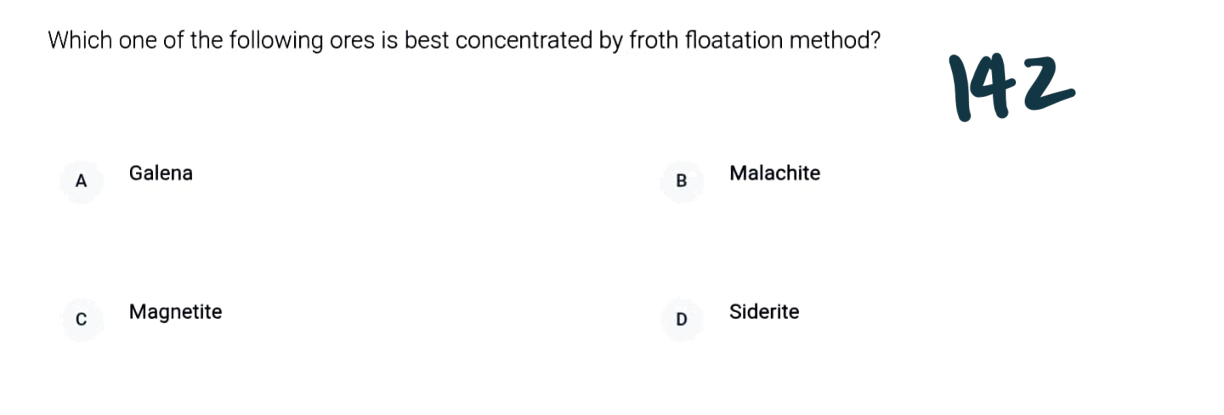 Which one of the following ores is best concentrated by froth floatation method?
142
A Galena
B Malachite
C Magnetite
D Siderite